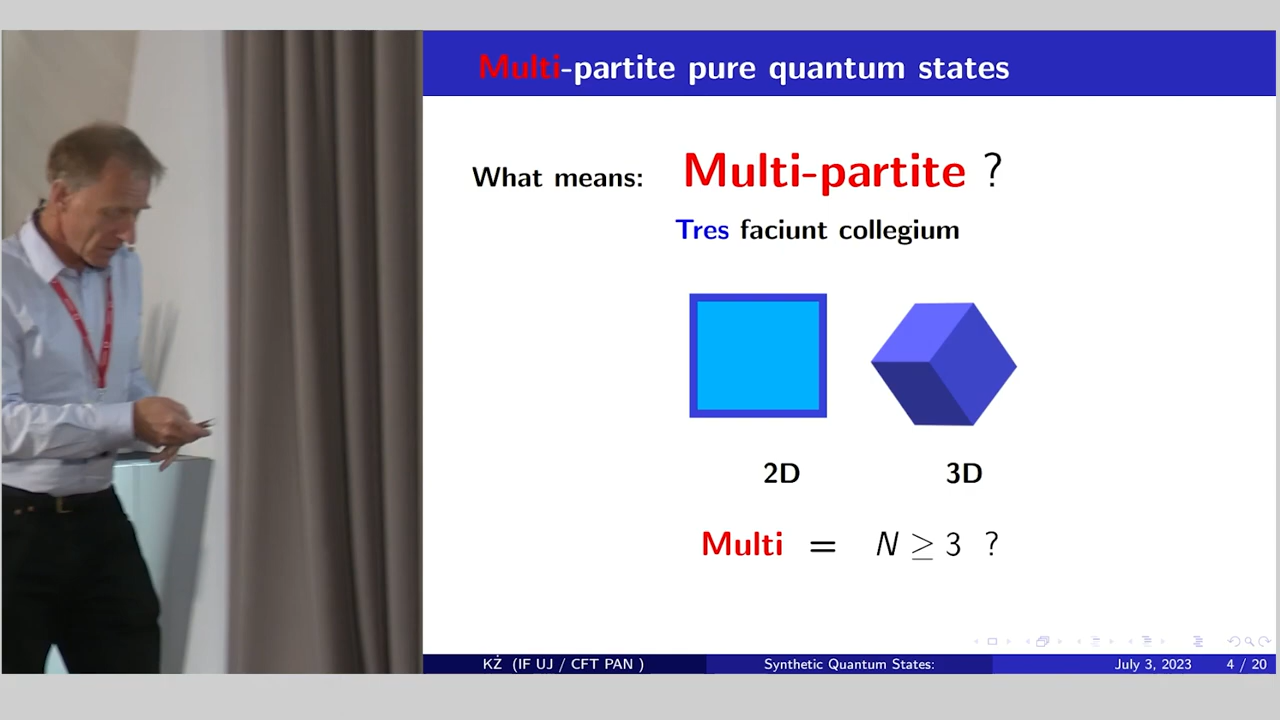 Multi-partite pure quantum states
What means: Multi-partite ?
Tres faciunt collegium
2D 3D
Multi = N ≥ 3 ?
KŻ (IF UJ / CFT PAN ) Synthetic Quantum States: July 3, 2023 4 / 20